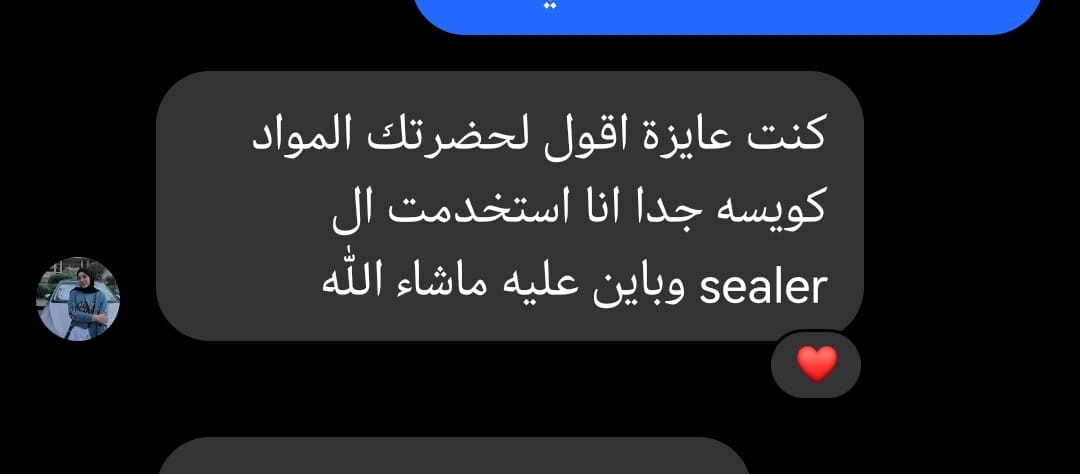 كنت عايزة اقول لحضرتك المواد
كويسه جدا انا استخدمت ال
sealer وباين عليه ماشاء الله